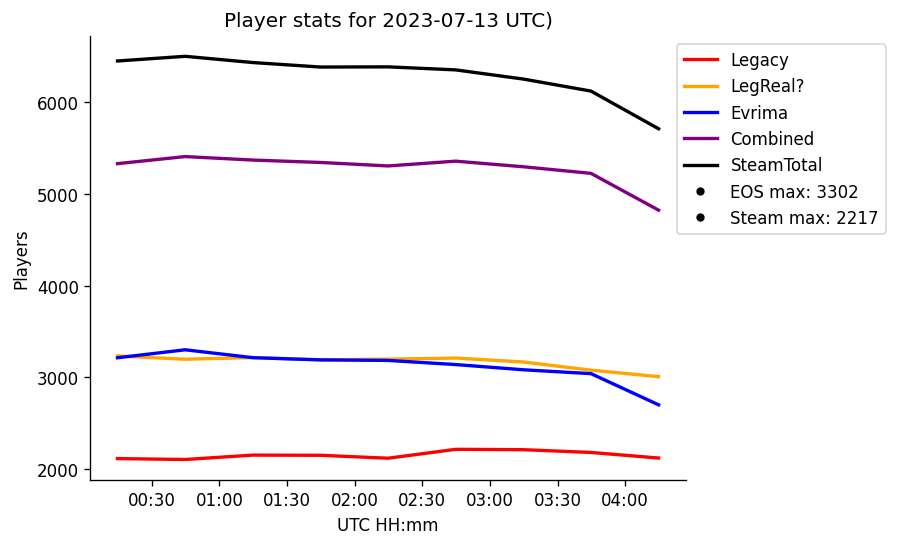 Player stats for 2023-07-13 UTC)
Legacy
LegReal?
Evrima
Combined
SteamTotal
EOS max: 3302
Steam max: 2217
Players
6000
5000
4000
3000
2000
00:30 01:00 01:30 02:00 02:30 03:00 03:30 04:00
UTC HH:mm